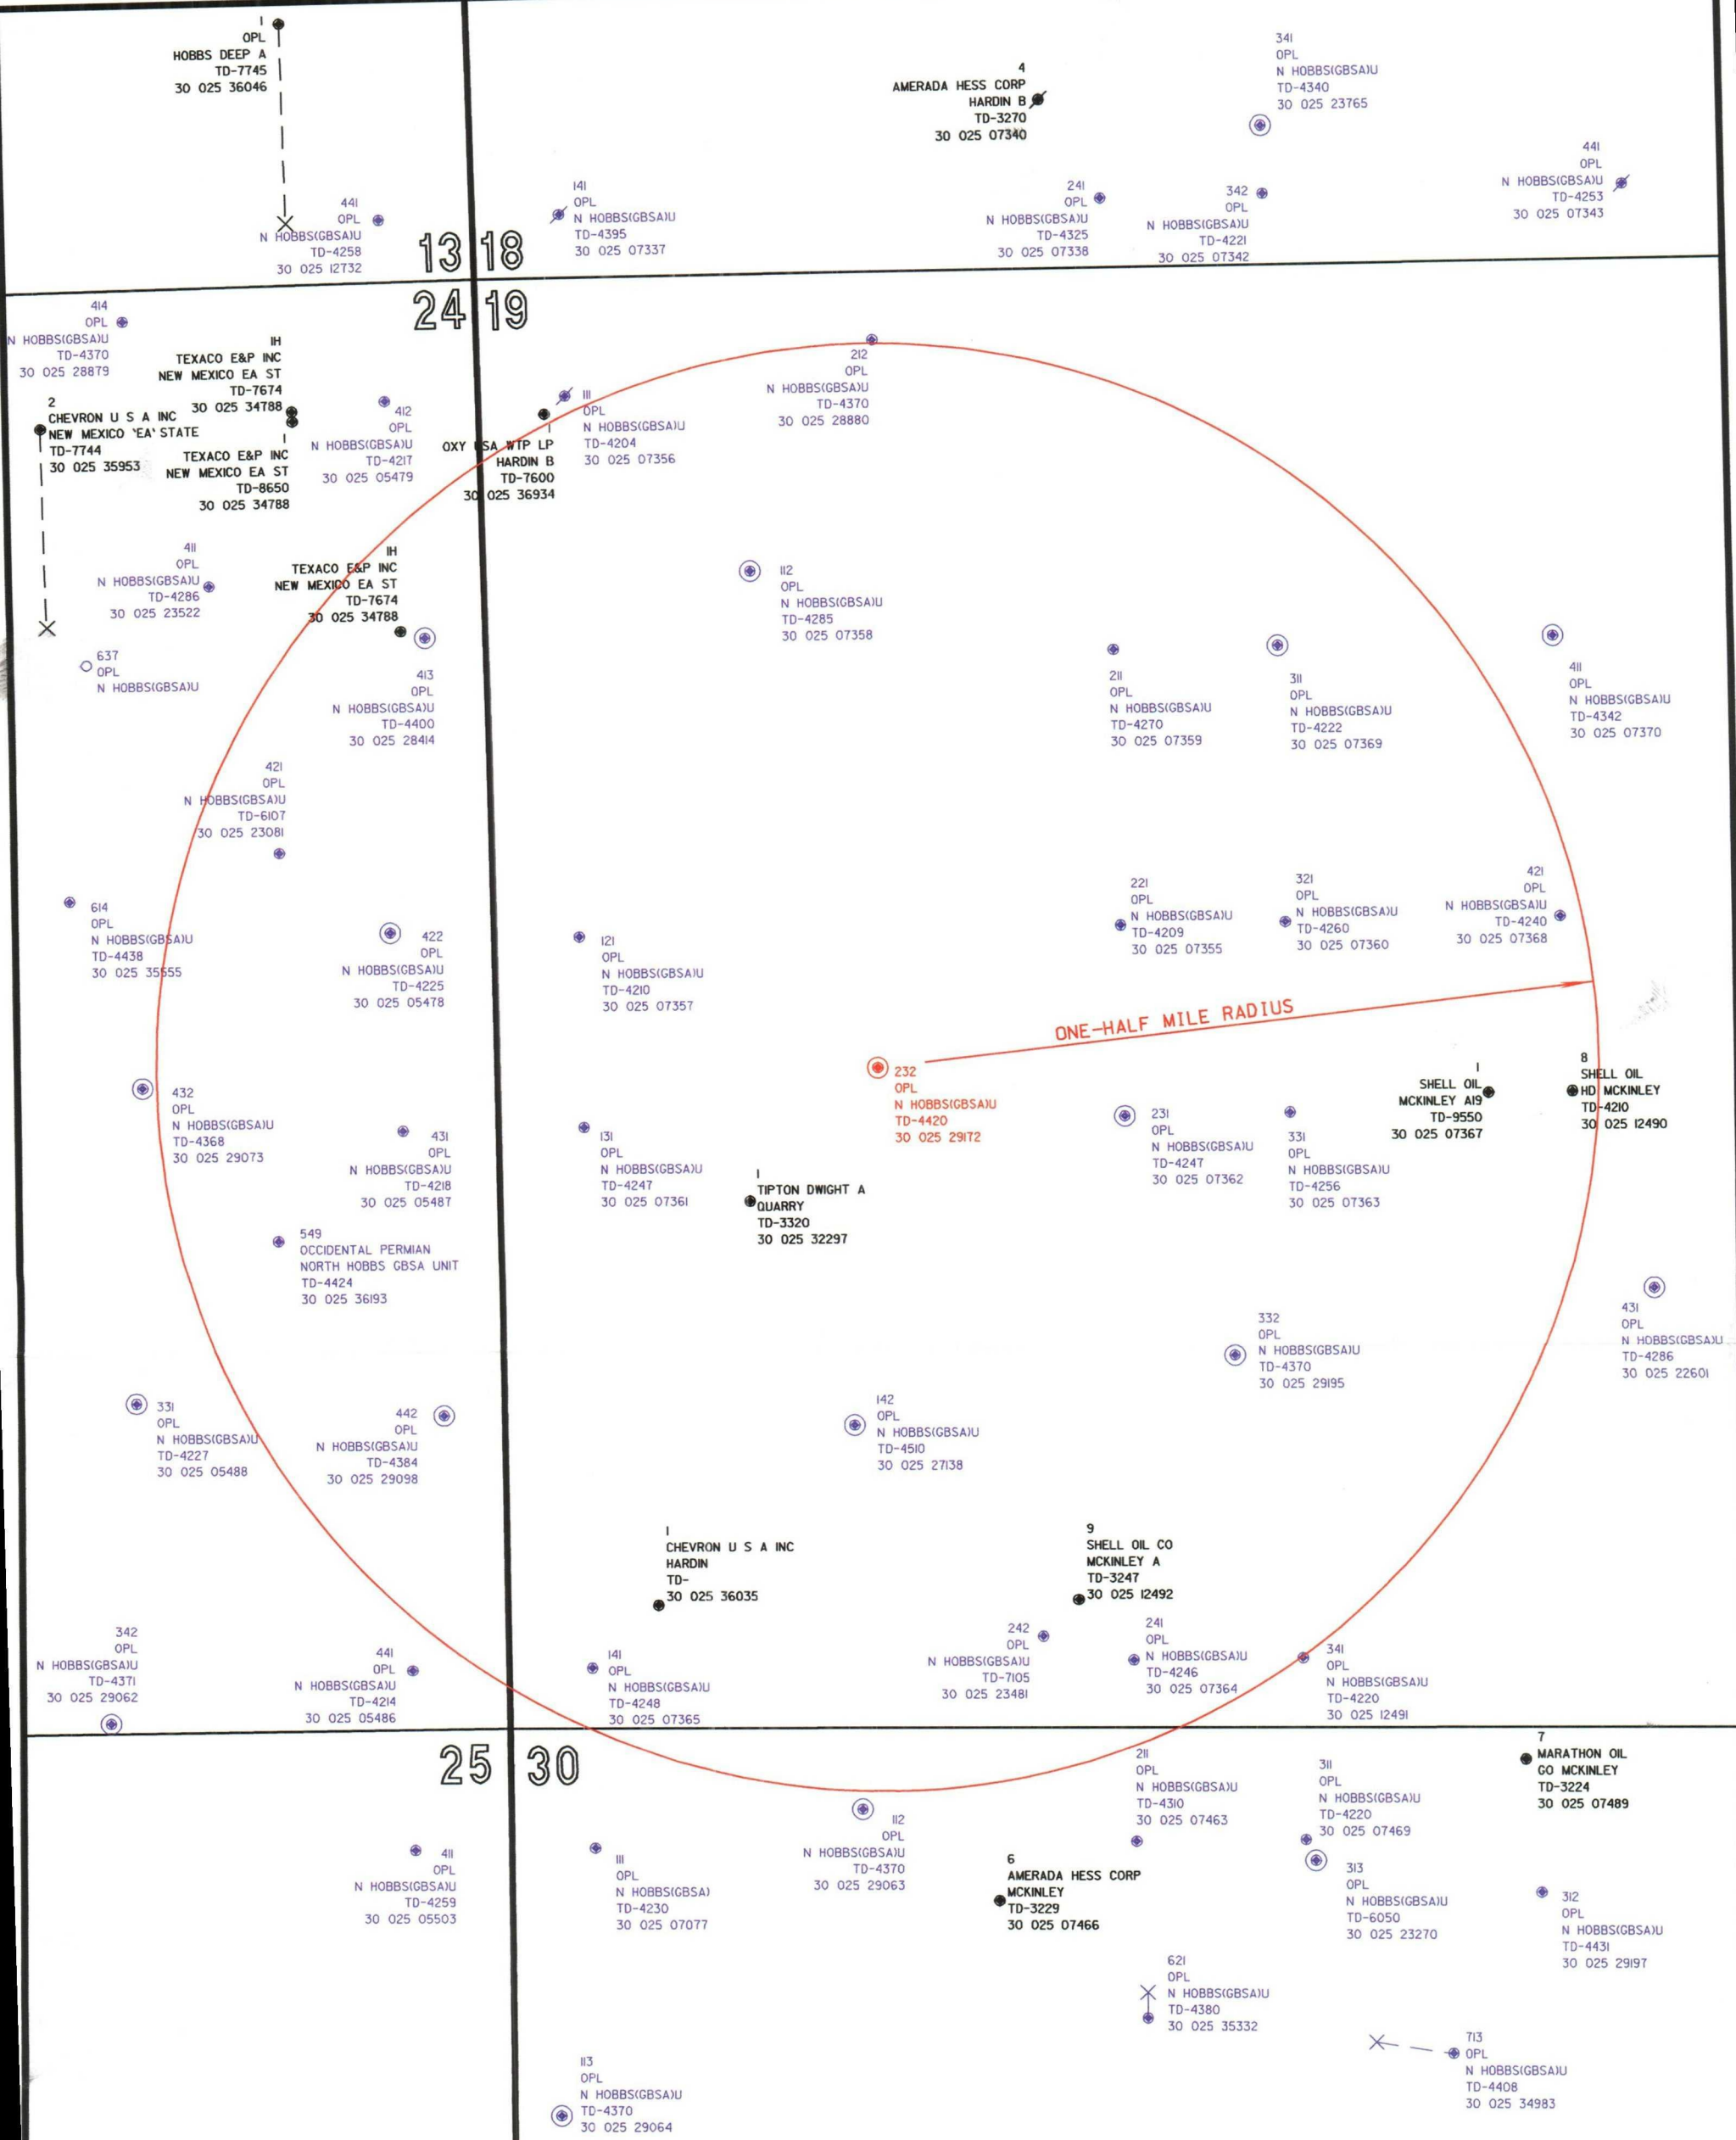 1
OPL
HOBBS DEEP A
TD-7745
30 025 36046
4
AMERADA HESS CORP
HARDIN B
TD-3270
30 025 07340
341
OPL
N HOBBS(GBSA)U
TD-4340
30 025 23765
441
OPL
N HOBBS(GBSA)U
TD-4258
30 025 12732
141
OPL
N HOBBS(GBSA)U
TD-4395
30 025 07337
241
OPL
N HOBBS(GBSA)U
TD-4325
30 025 07338
342
OPL
N HOBBS(GBSA)U
TD-4221
30 025 07342
441
OPL
N HOBBS(GBSA)U
TD-4253
30 025 07343
13 18
24 19
414
OPL
N HOBBS(GBSA)U
TD-4370
30 025 28879
1H
TEXACO E&P INC
NEW MEXICO EA ST
TD-7674
30 025 34788
2
CHEVRON U S A INC
NEW MEXICO 'EA' STATE
TD-7744
30 025 35953
1
TEXACO E&P INC
NEW MEXICO EA ST
TD-8650
30 025 34788
412
OPL
N HOBBS(GBSA)U
TD-4217
30 025 05479
1
OXY USA WTP LP
HARDIN B
TD-7600
30 025 36934
111
OPL
N HOBBS(GBSA)U
TD-4204
30 025 07356
212
OPL
N HOBBS(GBSA)U
TD-4370
30 025 28880
411
OPL
N HOBBS(GBSA)U
TD-4286
30 025 23522
1H
TEXACO E&P INC
NEW MEXICO EA ST
TD-7674
30 025 34788
112
OPL
N HOBBS(GBSA)U
TD-4285
30 025 07358
637
OPL
N HOBBS(GBSA)U
413
OPL
N HOBBS(GBSA)U
TD-4400
30 025 28414
211
OPL
N HOBBS(GBSA)U
TD-4270
30 025 07359
311
OPL
N HOBBS(GBSA)U
TD-4222
30 025 07369
411
OPL
N HOBBS(GBSA)U
TD-4342
30 025 07370
421
OPL
N HOBBS(GBSA)U
TD-6107
30 025 23081
614
OPL
N HOBBS(GBSA)U
TD-4438
30 025 35555
422
OPL
N HOBBS(GBSA)U
TD-4225
30 025 05478
121
OPL
N HOBBS(GBSA)U
TD-4210
30 025 07357
221
OPL
N HOBBS(GBSA)U
TD-4209
30 025 07355
321
OPL
N HOBBS(GBSA)U
TD-4260
30 025 07360
421
OPL
N HOBBS(GBSA)U
TD-4240
30 025 07368
ONE-HALF MILE RADIUS
232
OPL
N HOBBS(GBSA)U
TD-4420
30 025 29172
432
OPL
N HOBBS(GBSA)U
TD-4368
30 025 29073
431
OPL
N HOBBS(GBSA)U
TD-4218
30 025 05487
131
OPL
N HOBBS(GBSA)U
TD-4247
30 025 07361
231
OPL
N HOBBS(GBSA)U
TD-4247
30 025 07362
331
OPL
N HOBBS(GBSA)U
TD-4256
30 025 07363
1
SHELL OIL
MCKINLEY A19
TD-9550
30 025 07367
8
SHELL OIL
HD MCKINLEY
TD-4210
30 025 12490
1
TIPTON DWIGHT A
QUARRY
TD-3320
30 025 32297
549
OCCIDENTAL PERMIAN
NORTH HOBBS GBSA UNIT
TD-4424
30 025 36193
332
OPL
N HOBBS(GBSA)U
TD-4370
30 025 29195
431
OPL
N HOBBS(GBSA)U
TD-4286
30 025 22601
331
OPL
N HOBBS(GBSA)U
TD-4227
30 025 05488
442
OPL
N HOBBS(GBSA)U
TD-4384
30 025 29098
142
OPL
N HOBBS(GBSA)U
TD-4510
30 025 27138
1
CHEVRON U S A INC
HARDIN
TD-
30 025 36035
9
SHELL OIL CO
MCKINLEY A
TD-3247
30 025 12492
342
OPL
N HOBBS(GBSA)U
TD-4371
30 025 29062
441
OPL
N HOBBS(GBSA)U
TD-4214
30 025 05486
141
OPL
N HOBBS(GBSA)U
TD-4248
30 025 07365
242
OPL
N HOBBS(GBSA)U
TD-7105
30 025 23481
241
OPL
N HOBBS(GBSA)U
TD-4246
30 025 07364
341
OPL
N HOBBS(GBSA)U
TD-4220
30 025 12491
25 30
211
OPL
N HOBBS(GBSA)U
TD-4310
30 025 07463
311
OPL
N HOBBS(GBSA)U
TD-4220
30 025 07469
7
MARATHON OIL
GO MCKINLEY
TD-3224
30 025 07489
411
OPL
N HOBBS(GBSA)U
TD-4259
30 025 05503
111
OPL
N HOBBS(GBSA)
TD-4230
30 025 07077
112
OPL
N HOBBS(GBSA)U
TD-4370
30 025 29063
6
AMERADA HESS CORP
MCKINLEY
TD-3229
30 025 07466
313
OPL
N HOBBS(GBSA)U
TD-6050
30 025 23270
312
OPL
N HOBBS(GBSA)U
TD-4431
30 025 29197
621
OPL
N HOBBS(GBSA)U
TD-4380
30 025 35332
713
OPL
N HOBBS(GBSA)U
TD-4408
30 025 34983
113
OPL
N HOBBS(GBSA)U
TD-4370
30 025 29064